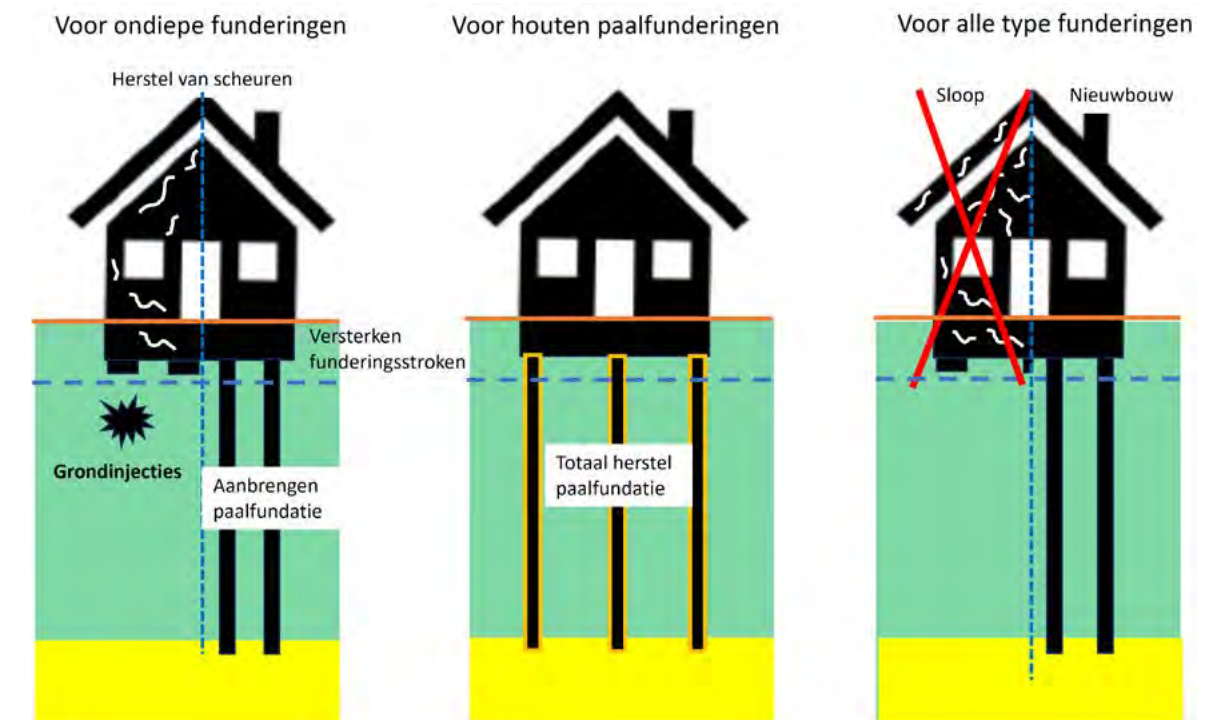 Voor ondiepe funderingen
Herstel van scheuren
Versterken
funderingsstroken
Grondinjecties
Aanbrengen
paalfundatie
Voor houten paalfunderingen
Totaal herstel
paalfundatie
Voor alle type funderingen
Sloop
Nieuwbouw